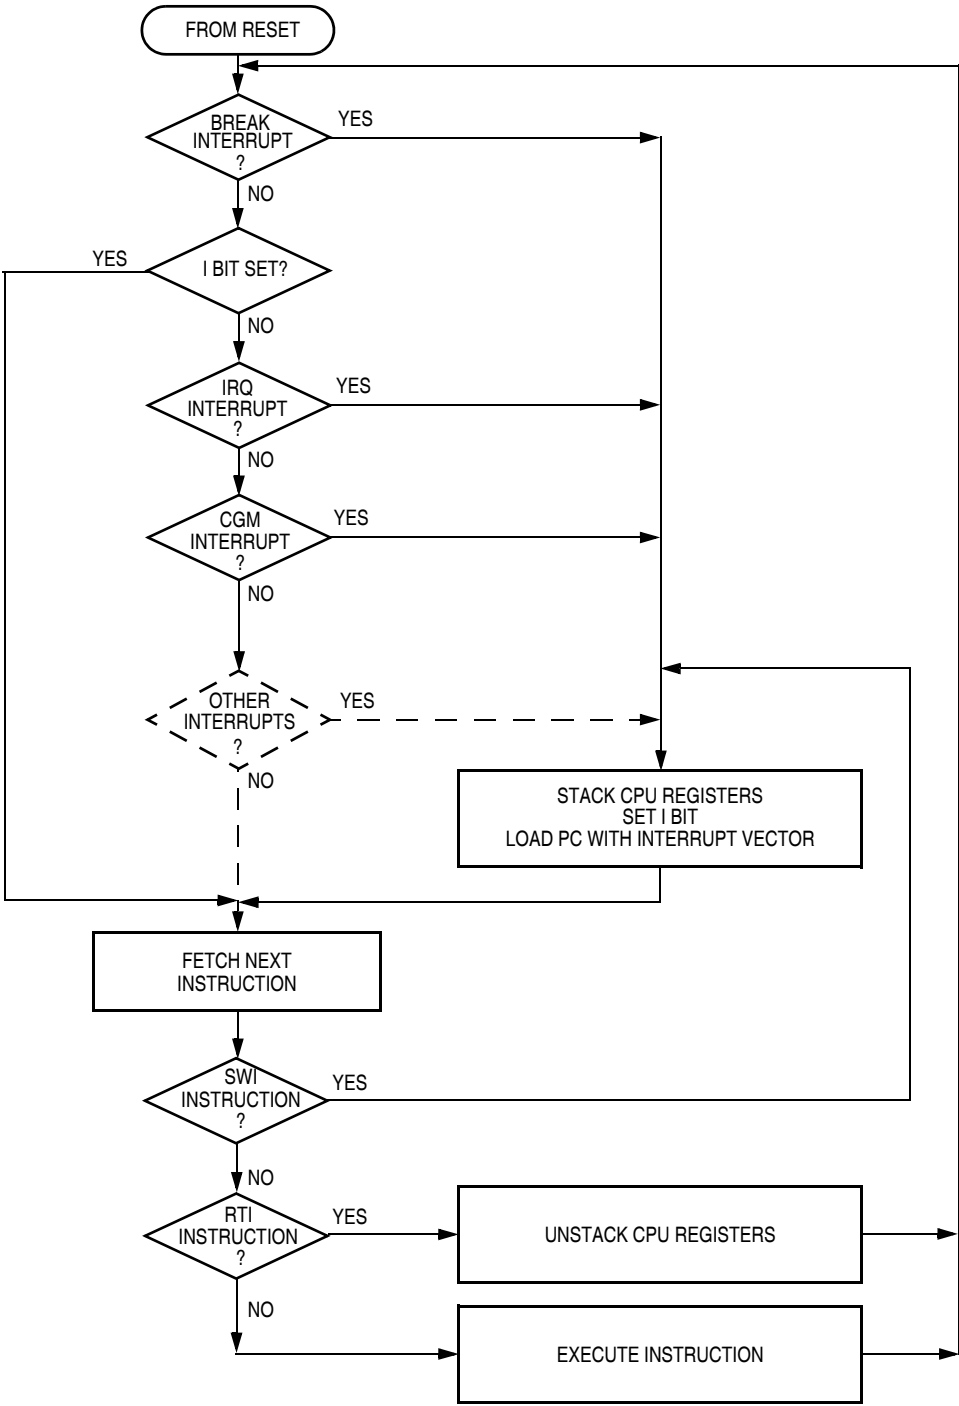 FROM RESET
BREAK
INTERRUPT
?
YES
NO
I BIT SET?
YES
NO
IRQ
INTERRUPT
?
YES
NO
CGM
INTERRUPT
?
YES
NO
OTHER
INTERRUPTS
?
YES
NO
STACK CPU REGISTERS
SET I BIT
LOAD PC WITH INTERRUPT VECTOR
FETCH NEXT
INSTRUCTION
SWI
INSTRUCTION
?
YES
NO
RTI
INSTRUCTION
?
YES
UNSTACK CPU REGISTERS
NO
EXECUTE INSTRUCTION